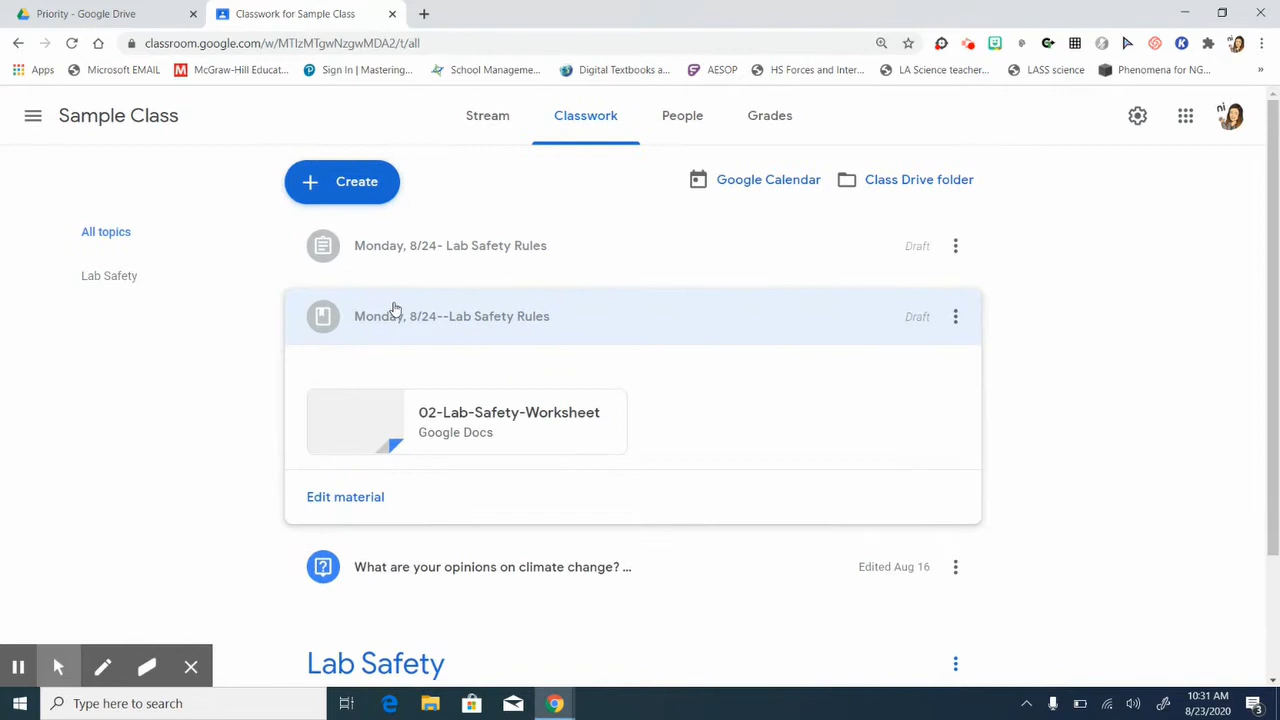 Priority - Google Drive
Classwork for Sample Class
classroom.google.com/w/MTIzMTgwNzgwMDA2/t/all
Apps
Microsoft EMAIL
McGraw-Hill Educat...
Sign In | Mastering...
School Manageme...
Digital Textbooks a...
AESOP
HS Forces and Inter...
LA Science teacher...
LASS science
Phenomena for NG...
»
Sample Class
Stream
Classwork
People
Grades
Create
Google Calendar
Class Drive folder
All topics
Lab Safety
Monday, 8/24- Lab Safety Rules
Draft
Monday, 8/24--Lab Safety Rules
Draft
02-Lab-Safety-Worksheet
Google Docs
Edit material
What are your opinions on climate change? ...
Edited Aug 16
Lab Safety
Type here to search
10:31 AM
8/23/2020
3